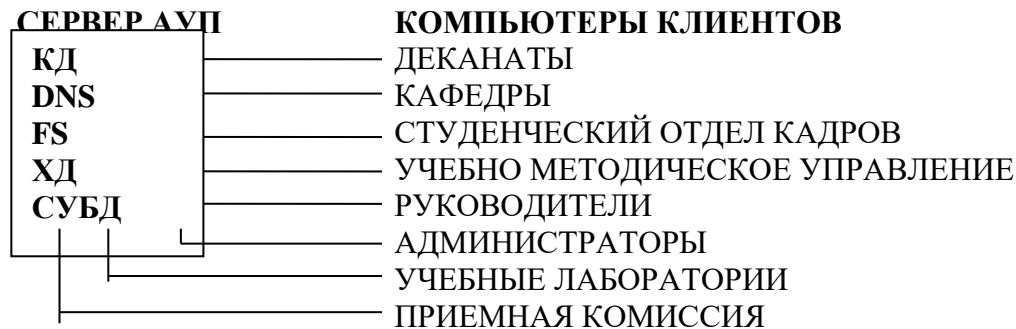 СЕРВЕР АУП КОМПЬЮТЕРЫ КЛИЕНТОВ
КД ДЕКАНАТЫ
DNS КАФЕДРЫ
FS СТУДЕНЧЕСКИЙ ОТДЕЛ КАДРОВ
ХД УЧЕБНО МЕТОДИЧЕСКОЕ УПРАВЛЕНИЕ
СУБД РУКОВОДИТЕЛИ
АДМИНИСТРАТОРЫ
УЧЕБНЫЕ ЛАБОРАТОРИИ
ПРИЕМНАЯ КОМИССИЯ